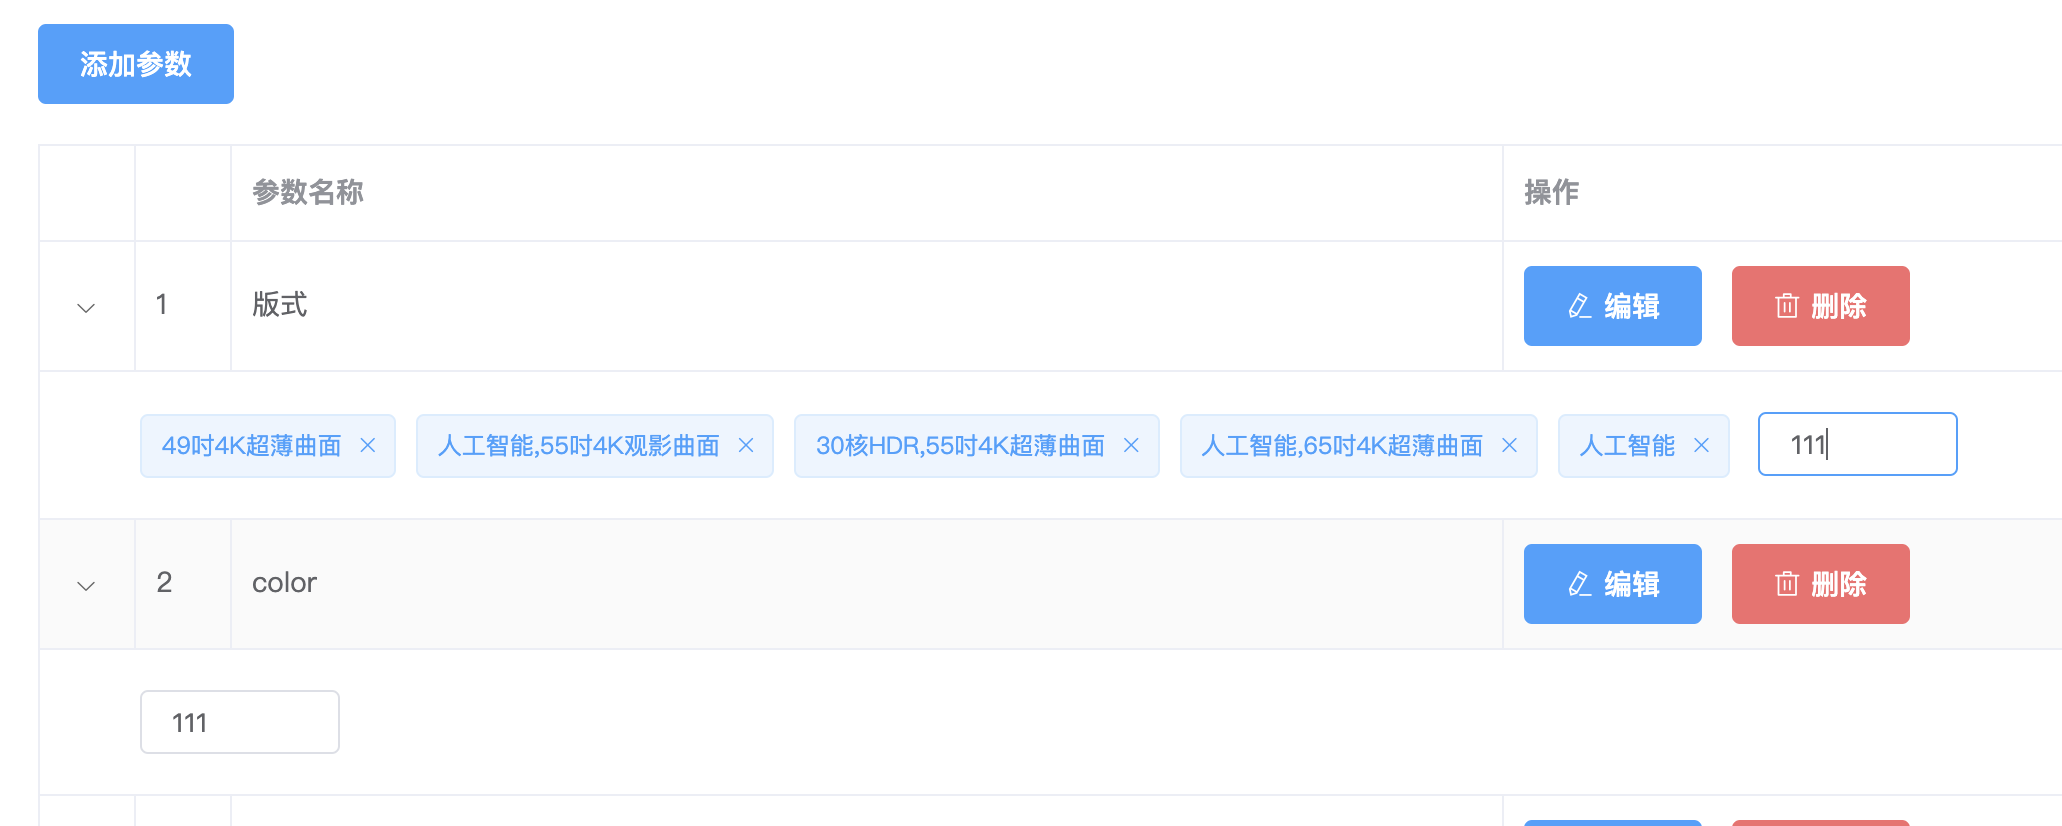 添加参数
参数名称 操作
1 版式 编辑 删除
49吋4K超薄曲面 人工智能,55吋4K观影曲面 30核HDR,55吋4K超薄曲面 人工智能,65吋4K超薄曲面 人工智能 111
2 color 编辑 删除
111